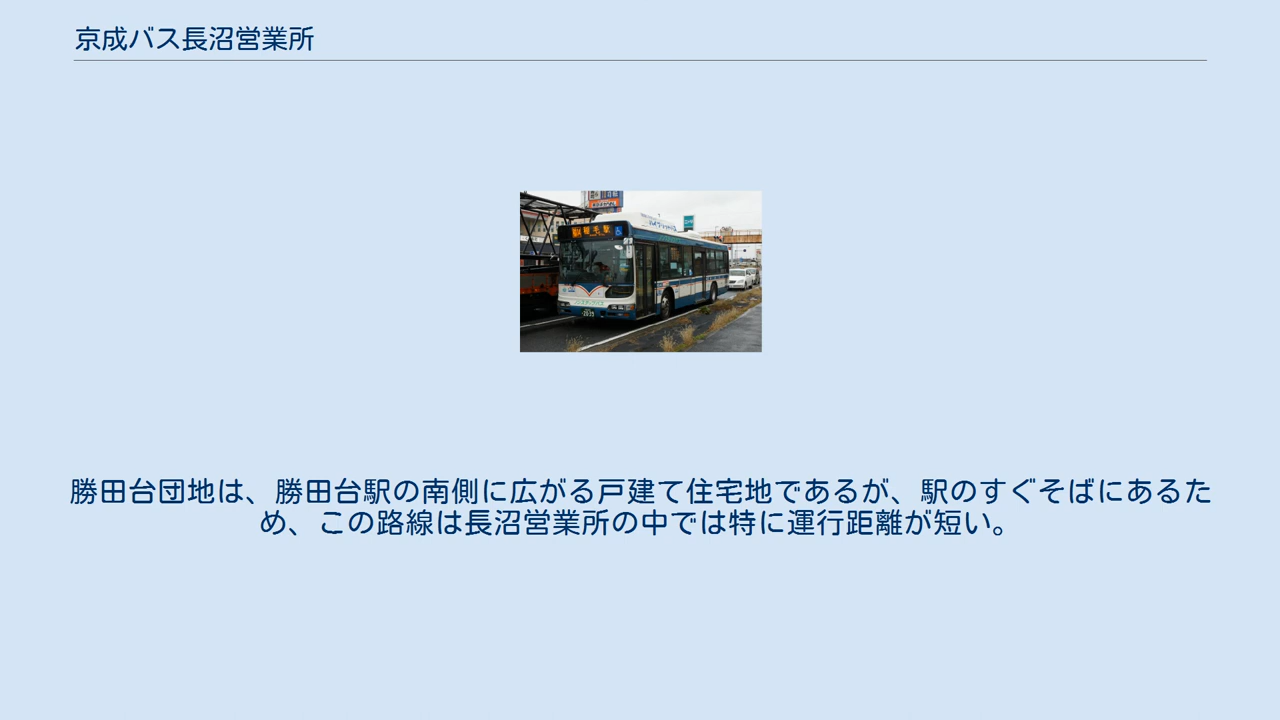 京成バス長沼営業所
稲毛駅
勝田台団地は、勝田台駅の南側に広がる戸建て住宅地であるが、駅のすぐそばにあるた
め、この路線は長沼営業所の中では特に運行距離が短い。